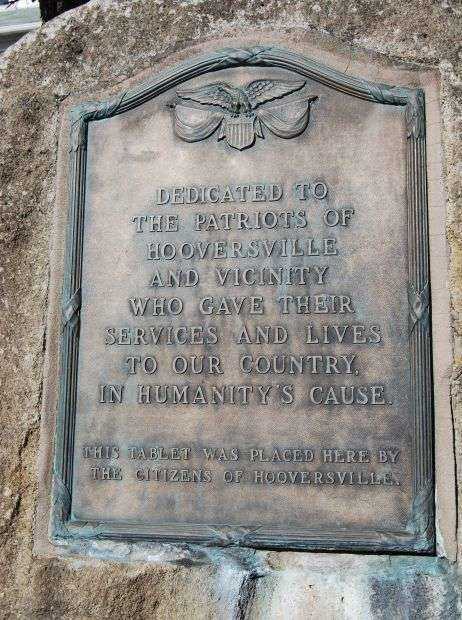 DEDICATED TO
THE PATRIOTS OF
HOOVERSVILLE
AND VICINITY
WHO GAVE THEIR
SERVICES AND LIVES
TO OUR COUNTRY,
IN HUMANITY'S CAUSE.
THIS TABLET WAS PLACED HERE BY
THE CITIZENS OF HOOVERSVILLE.